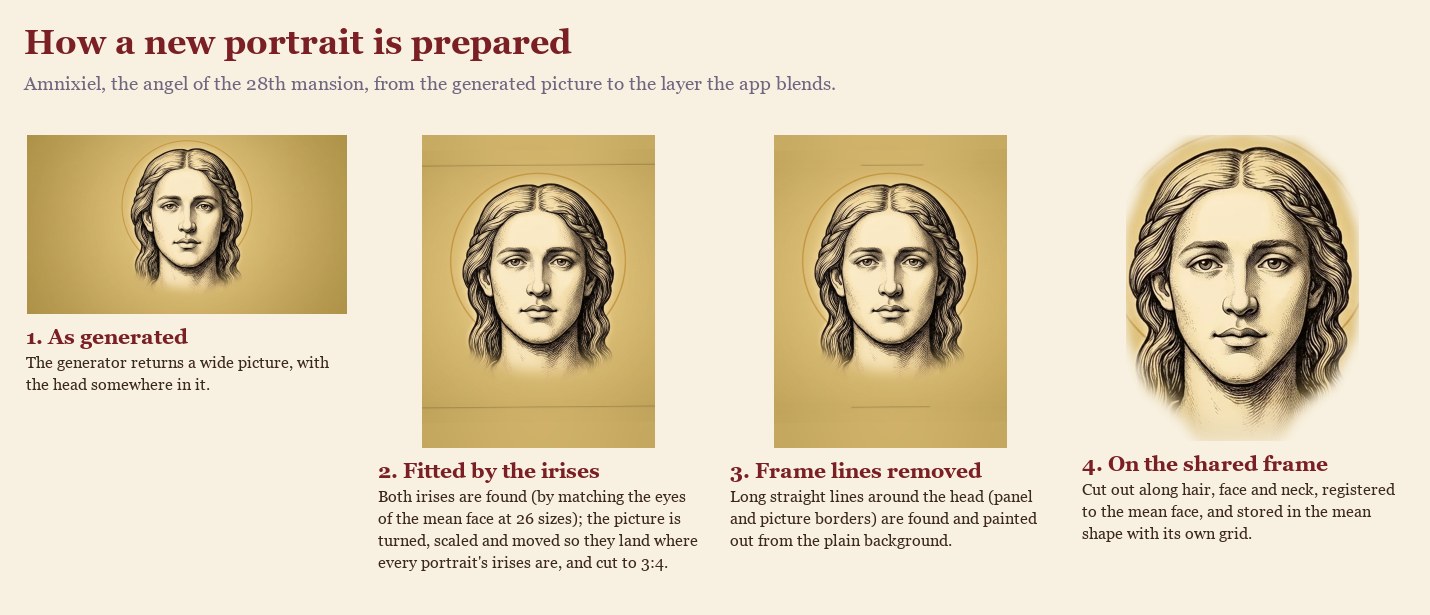 How a new portrait is prepared
Amnixiel, the angel of the 28th mansion, from the generated picture to the layer the app blends.
1. As generated
The generator returns a wide picture, with
the head somewhere in it.
2. Fitted by the irises
Both irises are found (by matching the eyes
of the mean face at 26 sizes); the picture is
turned, scaled and moved so they land where
every portrait's irises are, and cut to 3:4.
3. Frame lines removed
Long straight lines around the head (panel
and picture borders) are found and painted
out from the plain background.
4. On the shared frame
Cut out along hair, face and neck, registered
to the mean face, and stored in the mean
shape with its own grid.